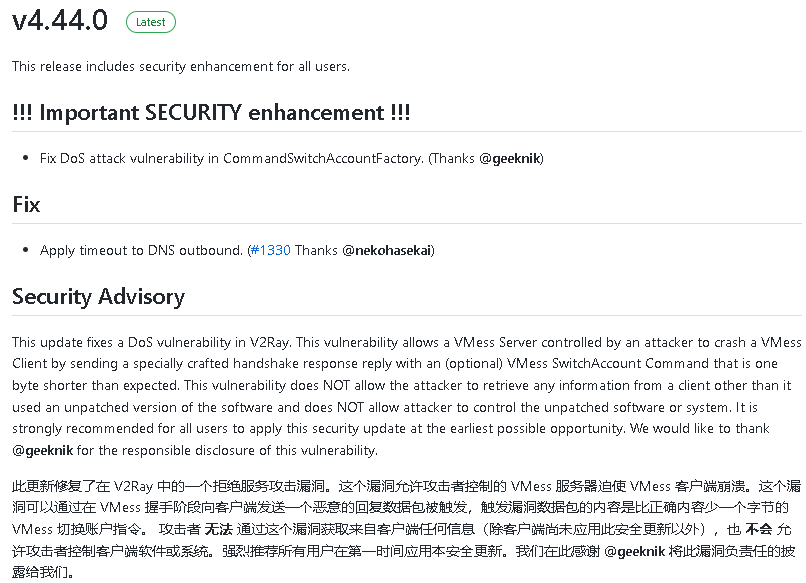 v4.44.0 Latest
This release includes security enhancement for all users.
!!! Important SECURITY enhancement !!!
• Fix DoS attack vulnerability in CommandSwitchAccountFactory. (Thanks @geeknik)
Fix
• Apply timeout to DNS outbound. (#1330 Thanks @nekohasekai)
Security Advisory
This update fixes a DoS vulnerability in V2Ray. This vulnerability allows a VMess Server controlled by an attacker to crash a VMess
Client by sending a specially crafted handshake response reply with an (optional) VMess SwitchAccount Command that is one
byte shorter than expected. This vulnerability does NOT allow the attacker to retrieve any information from a client other than it
used an unpatched version of the software and does NOT allow attacker to control the unpatched software or system. It is
strongly recommended for all users to apply this security update at the earliest possible opportunity. We would like to thank
@geeknik for the responsible disclosure of this vulnerability.
此更新修复了在 V2Ray 中的一个拒绝服务攻击漏洞。这个漏洞允许攻击者控制的 VMess 服务器迫使 VMess 客户端崩溃。这个漏
洞可以通过在 VMess 握手阶段向客户端发送一个恶意的回复数据包被触发，触发漏洞数据包的内容是比正确内容少一个字节的
VMess 切换账户指令。 攻击者 无法 通过这个漏洞获取来自客户端任何信息（除客户端尚未应用此安全更新以外），也 不会 允
许攻击者控制客户端软件或系统。强烈推荐所有用户在第一时间应用本安全更新。我们在此感谢 @geeknik 将此漏洞负责任的披
露给我们。